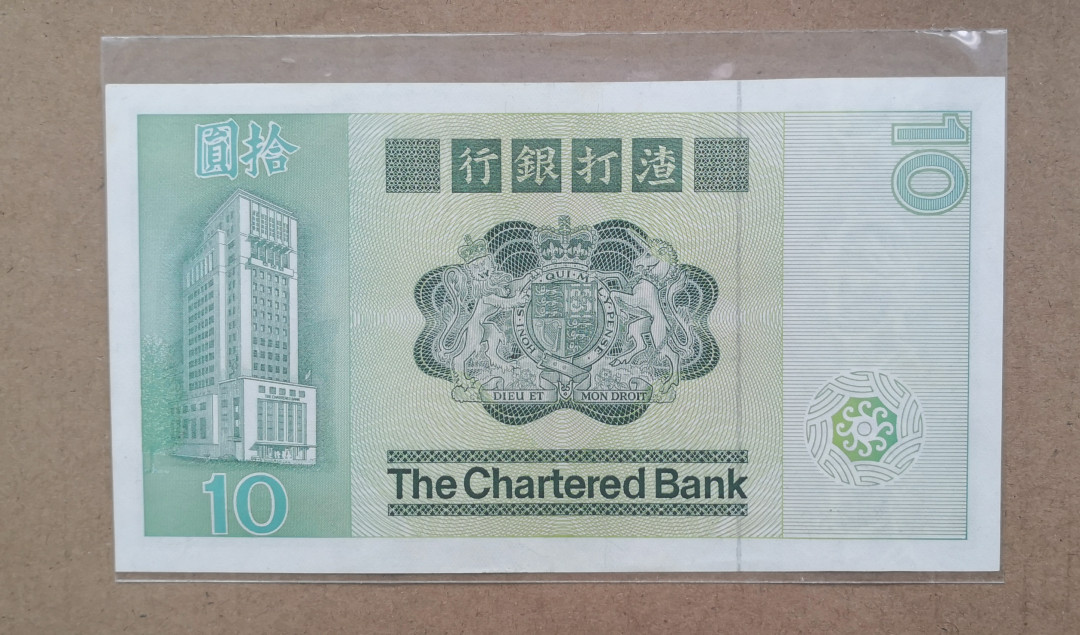 圓拾
行銀打渣
10
HONI·SOIT·QUI·MAL·Y·PENSE
DIEU ET MON DROIT
The Chartered Bank
10